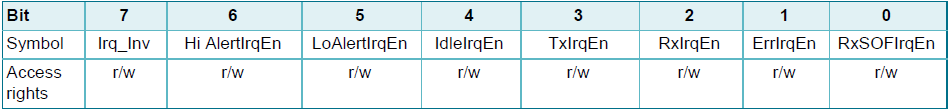 Bit 7 6 5 4 3 2 1 0
Symbol Irq_Inv Hi AlertIrqEn LoAlertIrqEn IdleIrqEn TxIrqEn RxIrqEn ErrIrqEn RxSOFIrqEn
Access r/w r/w r/w r/w r/w r/w r/w r/w
rights